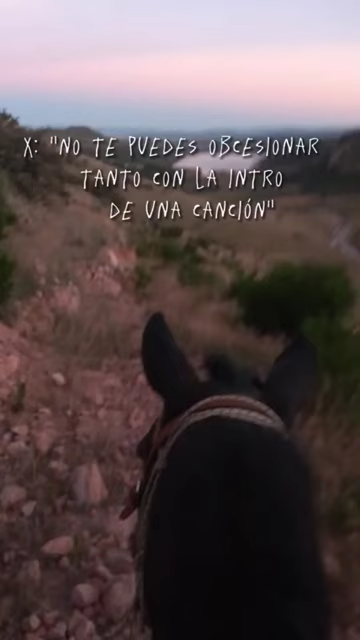 X: "NO TE PUEDES OBCESIONAR
TANTO CON LA INTRO
DE UNA CANCIÓN"